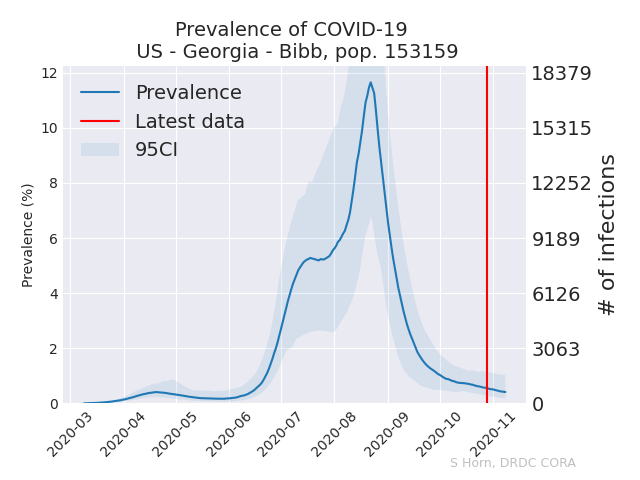 Prevalence of COVID-19
US - Georgia - Bibb, pop. 153159
Prevalence
Latest data
95CI
Prevalence (%)
12
10
8
6
4
2
0
18379
15315
12252
9189
6126
3063
0
# of infections
2020-03
2020-04
2020-05
2020-06
2020-07
2020-08
2020-09
2020-10
2020-11
S Horn, DRDC CORA